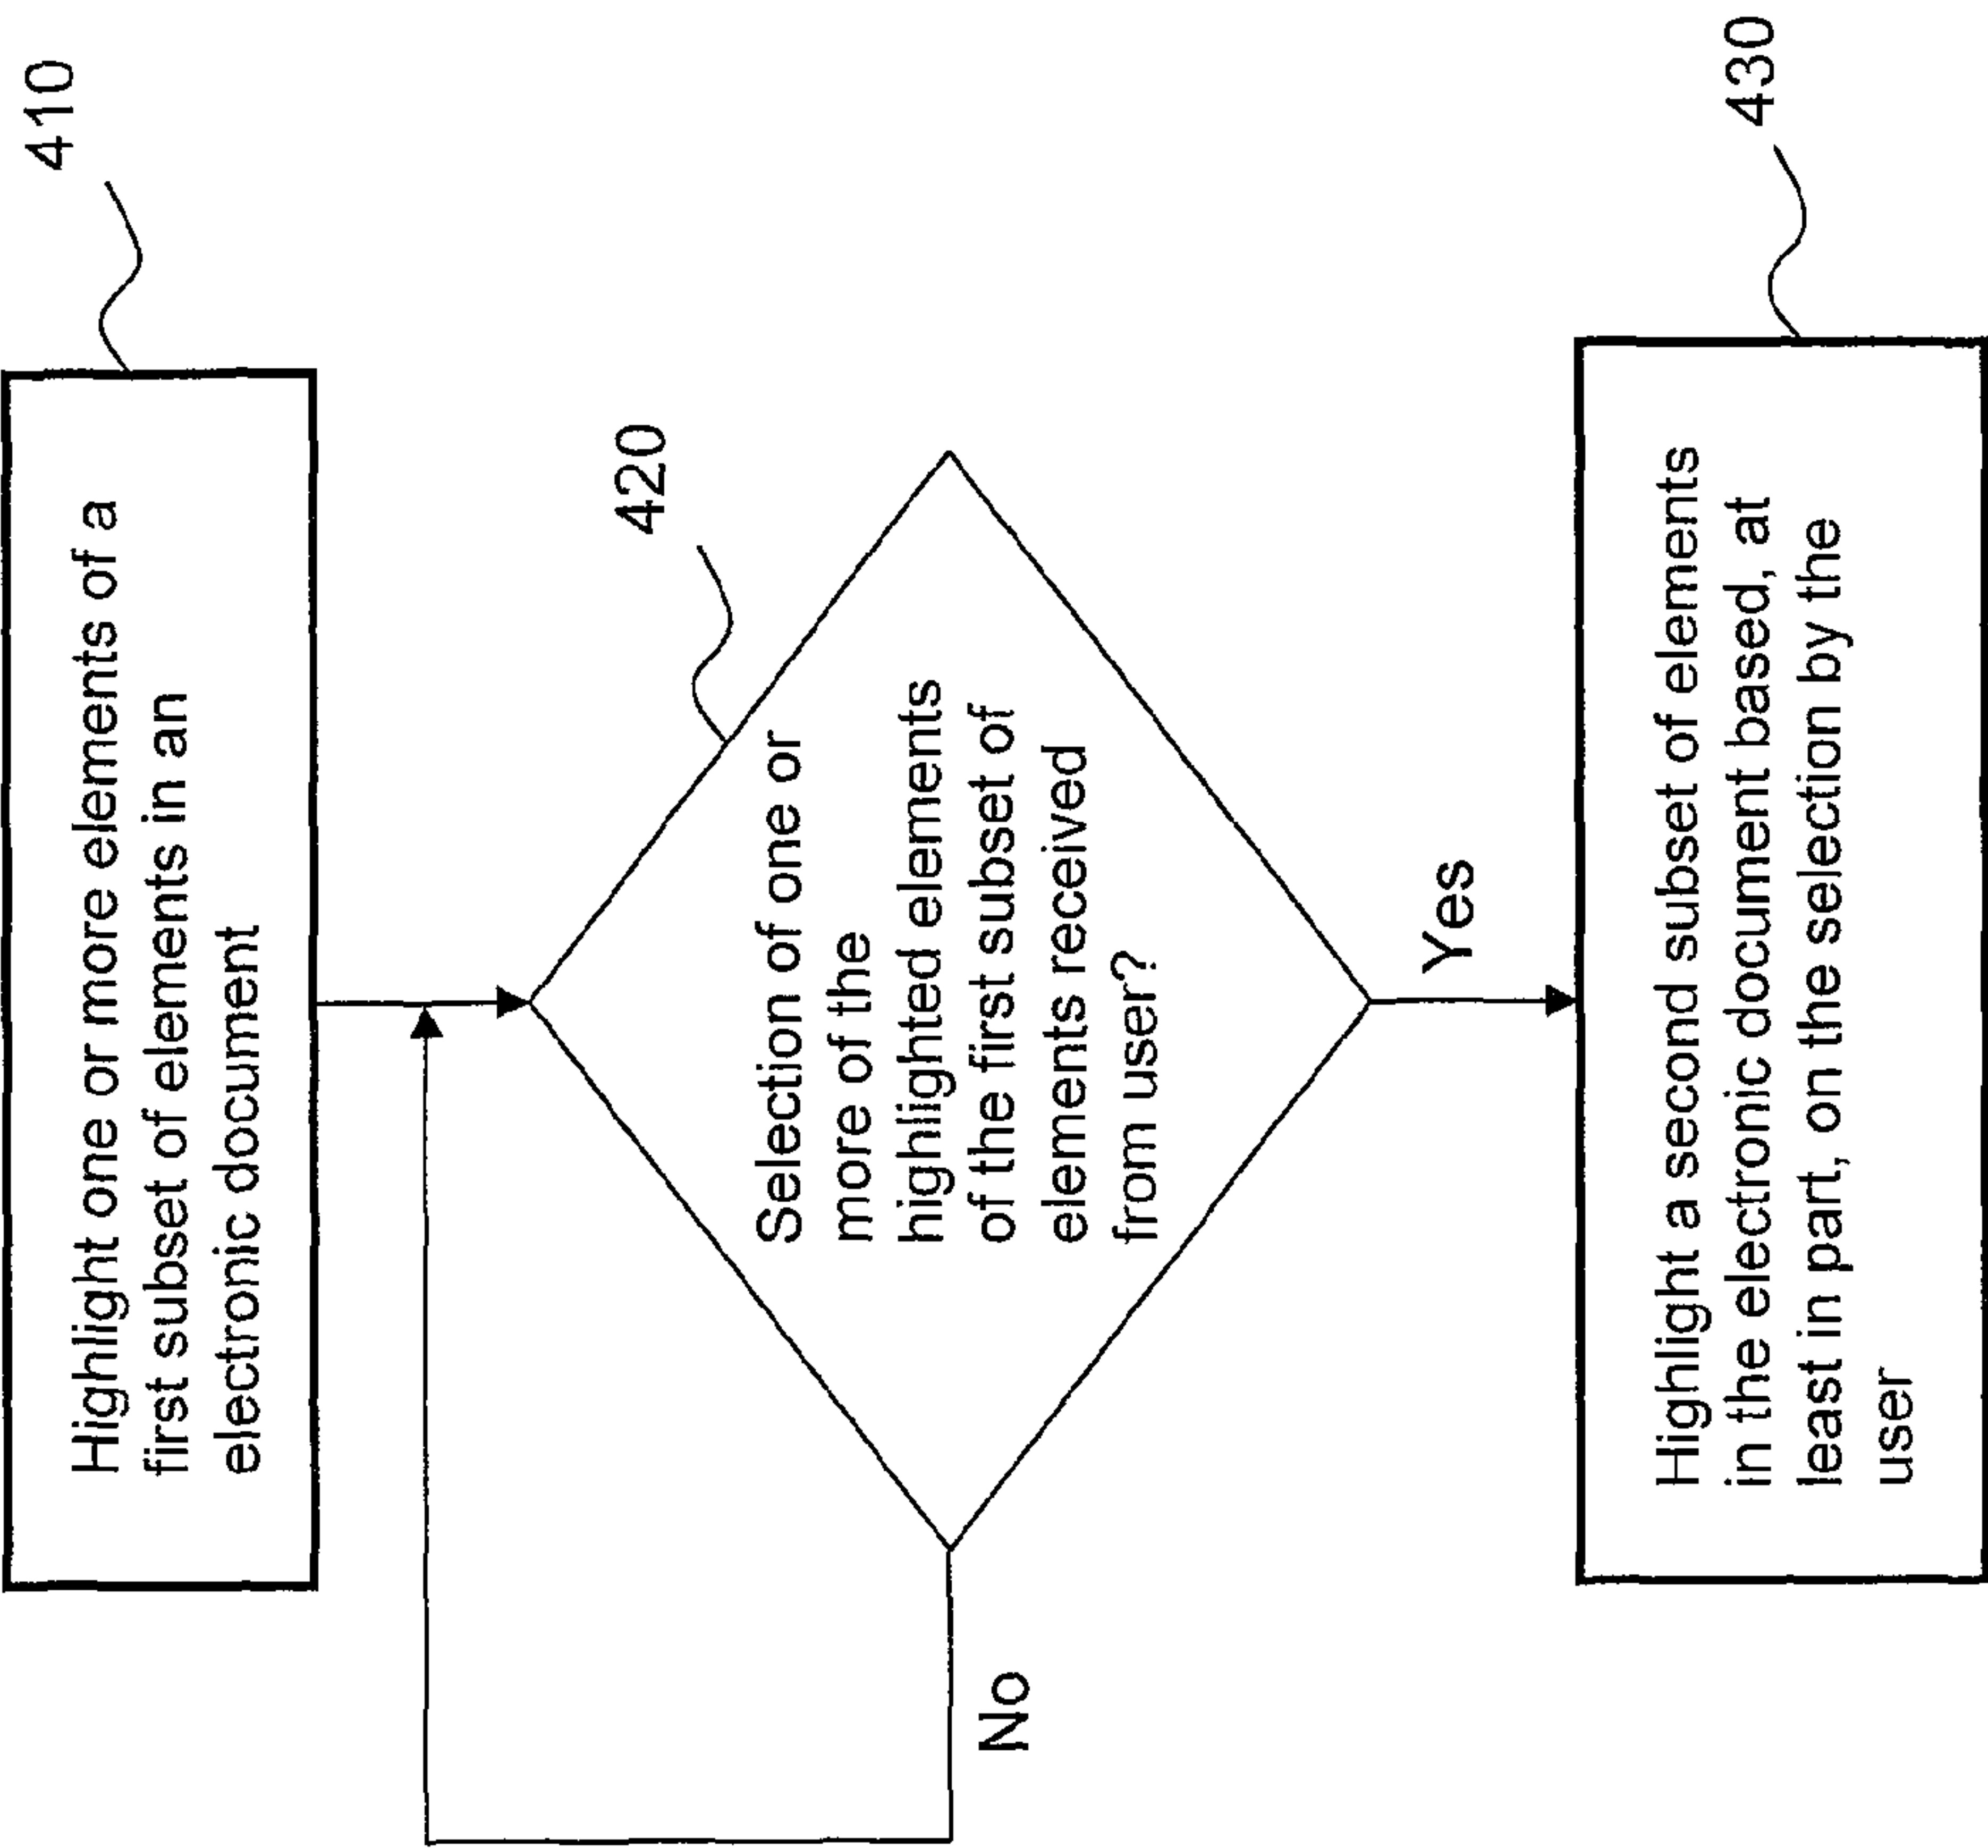 410
Highlight one or more elements of a
first subset of elements in an
electronic document
420
Selection of one or
more of the
highlighted elements
of the first subset of
elements received
from user?
No
Yes
430
Highlight a second subset of elements
in the electronic document based, at
least in part, on the selection by the
user